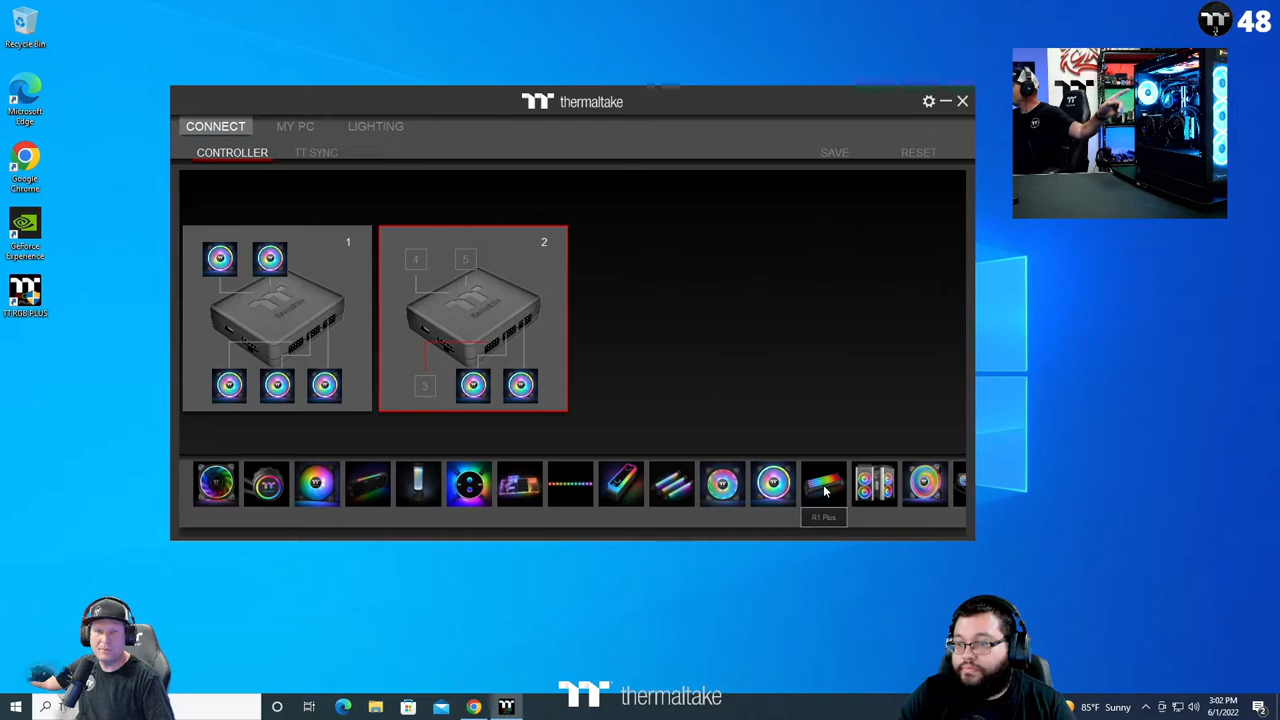 48
Recycle Bin
Microsoft
Edge
Google
Chrome
GeForce
Experience
TT RGB PLUS
thermaltake
CONNECT
MY PC
LIGHTING
CONTROLLER
TT SYNC
SAVE
RESET
1
2
4
5
3
R1 Plus
thermaltake
85°F Sunny
3:02 PM
6/1/2022
2